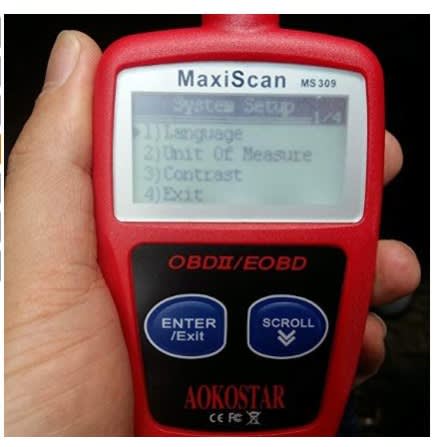 MaxiScan MS309
System Setup
1/4
1)Language
2)Unit Of Measure
3)Contrast
4)Exit
OBDII/EOBD
ENTER
/Exit
SCROLL
AOKOSTAR
CE FC